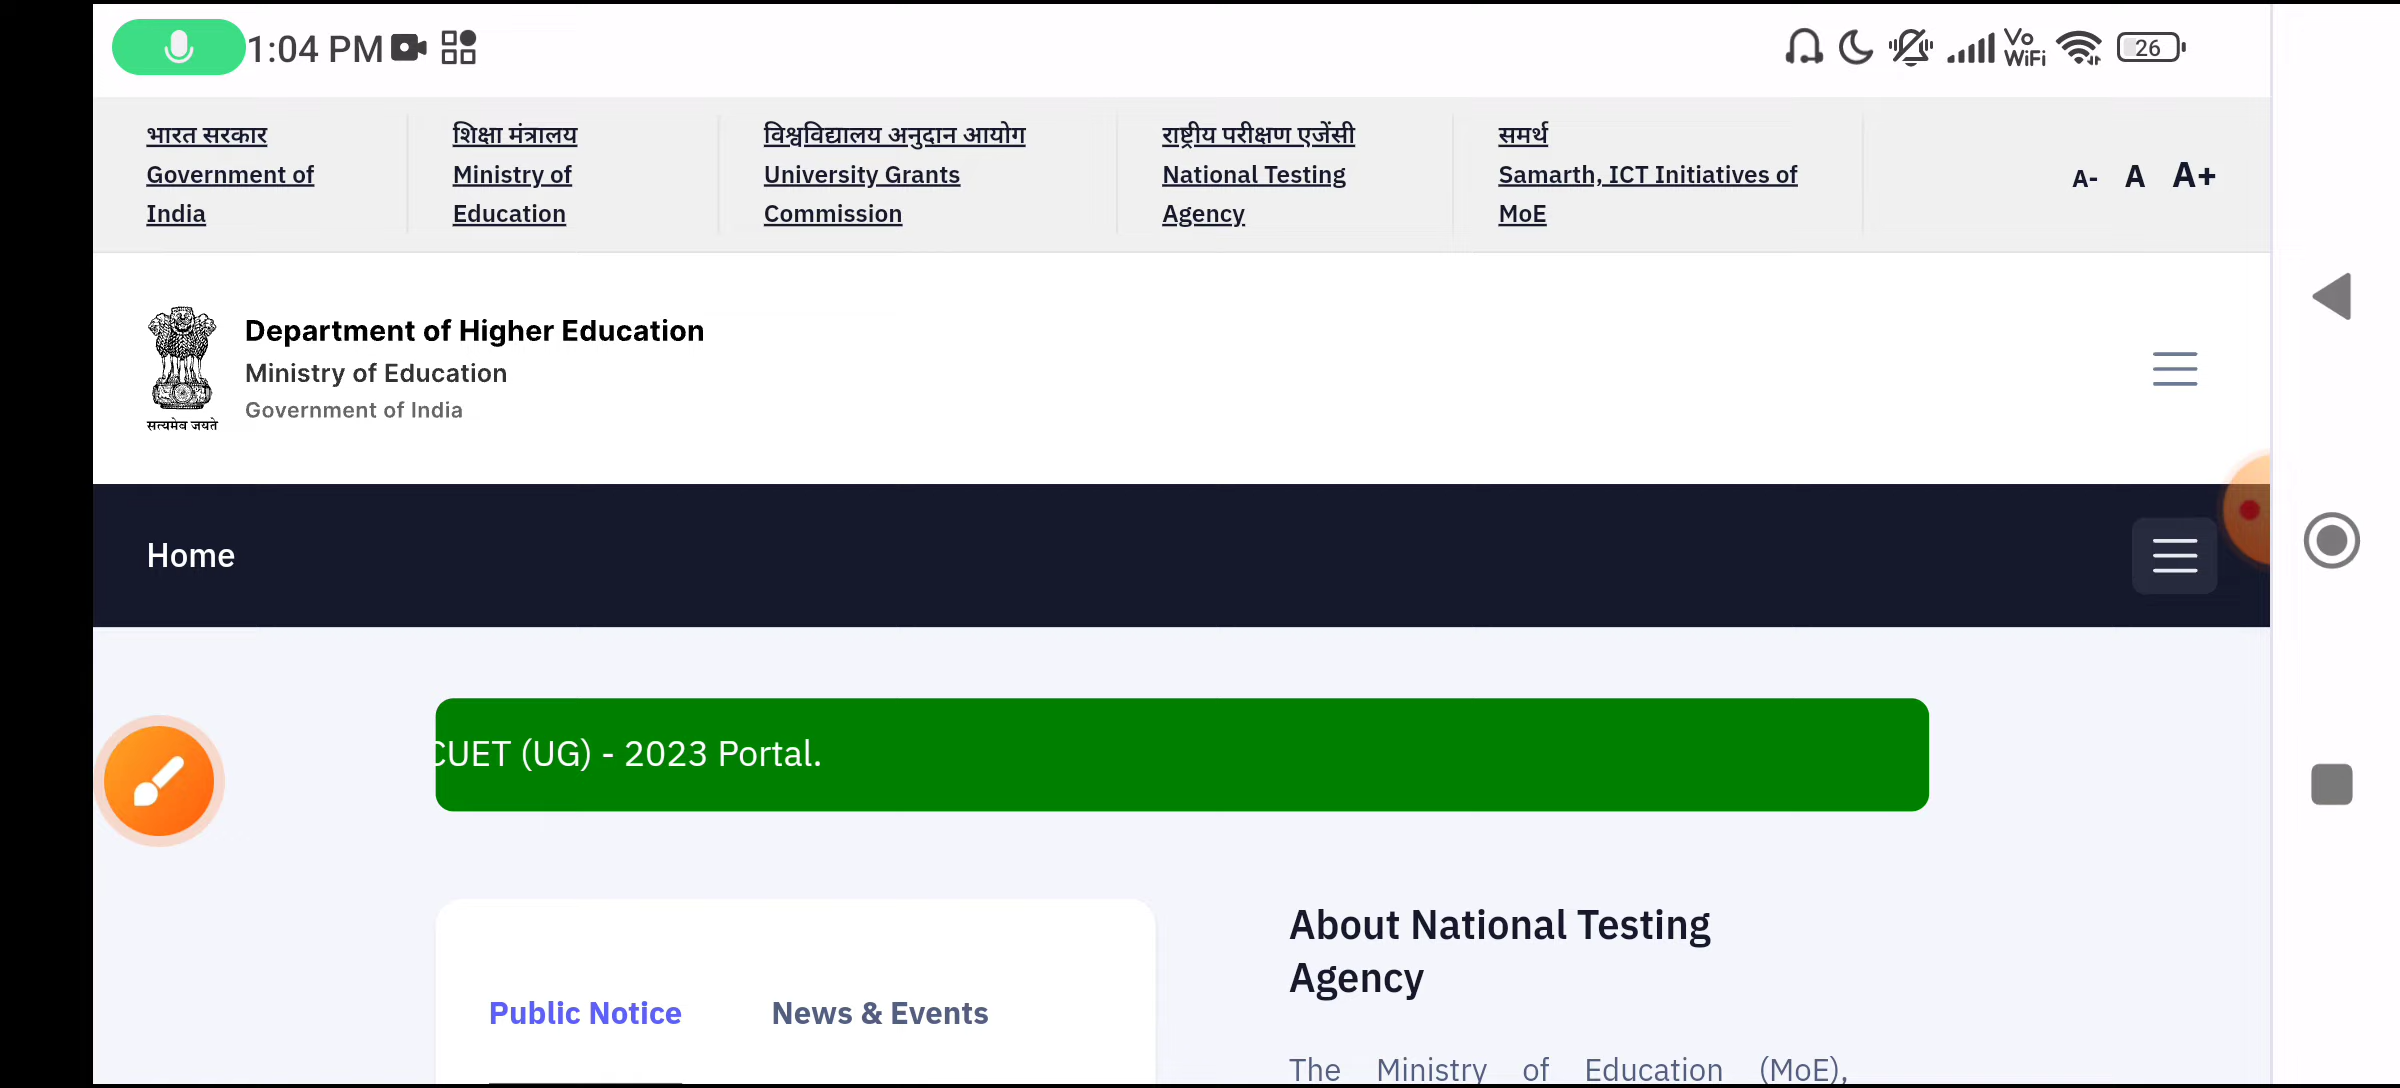 1:04 PM
Vo
WiFi
26
भारत सरकार
Government of
India
शिक्षा मंत्रालय
Ministry of
Education
विश्वविद्यालय अनुदान आयोग
University Grants
Commission
राष्ट्रीय परीक्षण एजेंसी
National Testing
Agency
समर्थ
Samarth, ICT Initiatives of
MoE
A- A A+
सत्यमेव जयते
Department of Higher Education
Ministry of Education
Government of India
Home
CUET (UG) - 2023 Portal.
Public Notice
News & Events
About National Testing
Agency
The Ministry of Education (MoE),